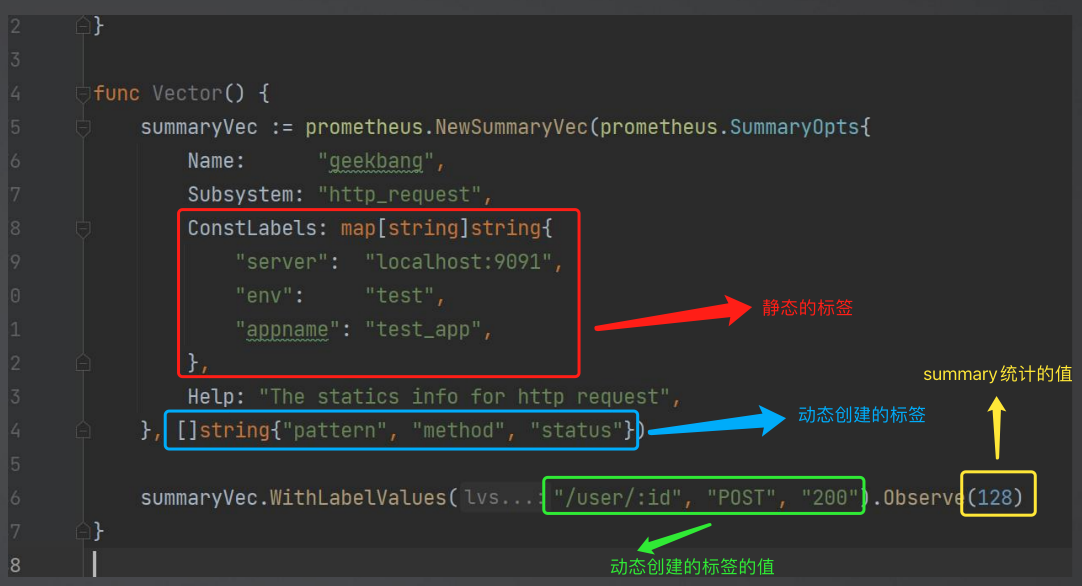 2 }
3
4 func Vector() {
5 summaryVec := prometheus.NewSummaryVec(prometheus.SummaryOpts{
6 Name: "geekbang",
7 Subsystem: "http_request",
8 ConstLabels: map[string]string{
9 "server": "localhost:9091",
0 "env": "test",
1 "appname": "test_app",
静态的标签
2 },
3 Help: "The statics info for http request",
summary统计的值
4 }, []string{"pattern", "method", "status"})
动态创建的标签
5
6 summaryVec.WithLabelValues( lvs...: "/user/:id", "POST", "200").Observe(128)
7 }
8
动态创建的标签的值